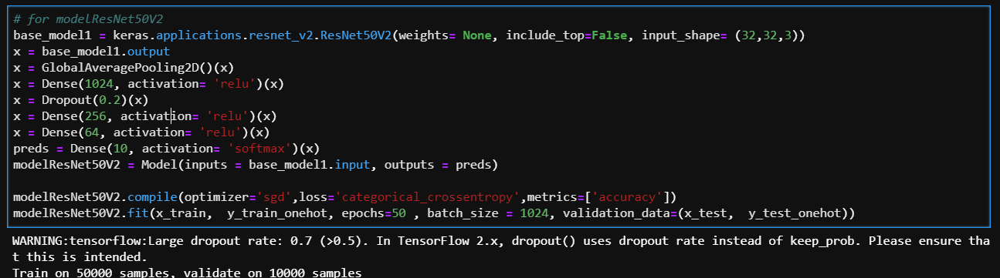 # for modelResNet50V2
base_model1 = keras.applications.resnet_v2.ResNet50V2(weights= None, include_top=False, input_shape= (32,32,3))
x = base_model1.output
x = GlobalAveragePooling2D()(x)
x = Dense(1024, activation= 'relu')(x)
x = Dropout(0.2)(x)
x = Dense(256, activation= 'relu')(x)
x = Dense(64, activation= 'relu')(x)
preds = Dense(10, activation= 'softmax')(x)
modelResNet50V2 = Model(inputs = base_model1.input, outputs = preds)
modelResNet50V2.compile(optimizer='sgd',loss='categorical_crossentropy',metrics=['accuracy'])
modelResNet50V2.fit(x_train,  y_train_onehot, epochs=50 , batch_size = 1024, validation_data=(x_test,  y_test_onehot))
WARNING:tensorflow:Large dropout rate: 0.7 (>0.5). In TensorFlow 2.x, dropout() uses dropout rate instead of keep_prob. Please ensure tha
t this is intended.
Train on 50000 samples, validate on 10000 samples